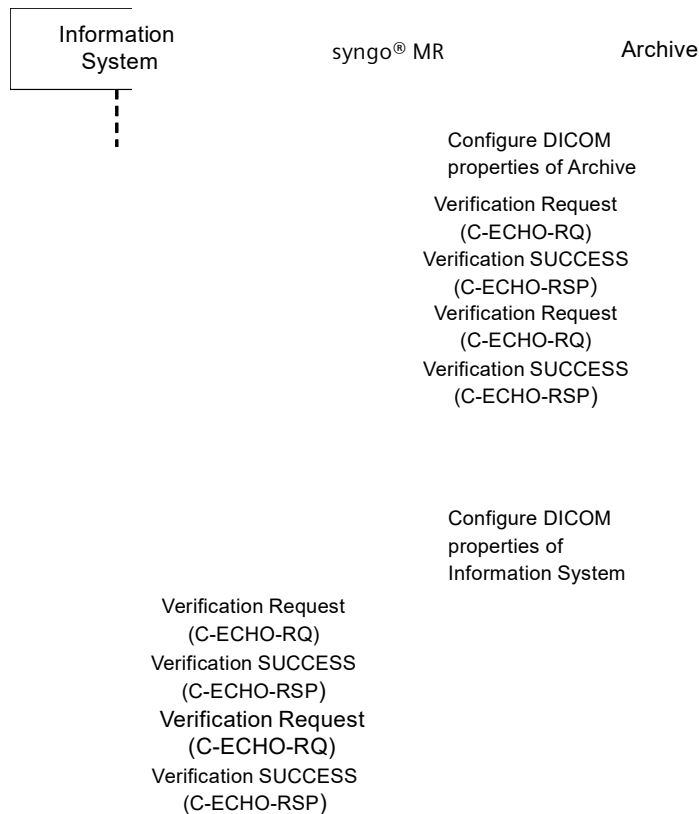 Information
System
syngo® MR
Archive
Configure DICOM
properties of Archive
Verification Request
(C-ECHO-RQ)
Verification SUCCESS
(C-ECHO-RSP)
Verification Request
(C-ECHO-RQ)
Verification SUCCESS
(C-ECHO-RSP)
Configure DICOM
properties of
Information System
Verification Request
(C-ECHO-RQ)
Verification SUCCESS
(C-ECHO-RSP)
Verification Request
(C-ECHO-RQ)
Verification SUCCESS
(C-ECHO-RSP)